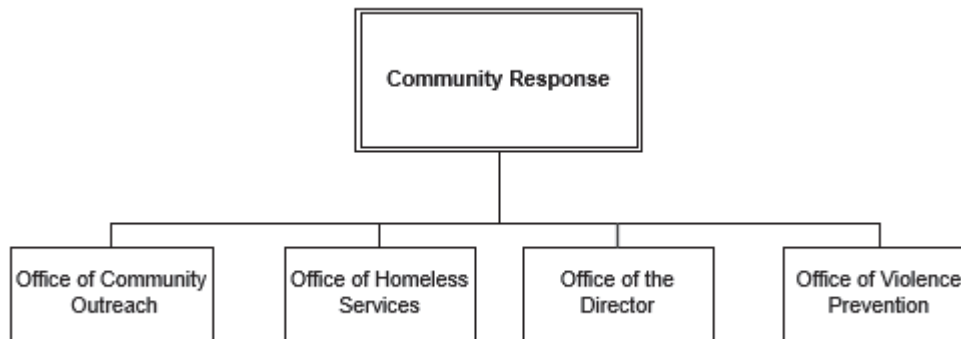 Community Response
Office of Community
Outreach
Office of Homeless
Services
Office of the
Director
Office of Violence
Prevention